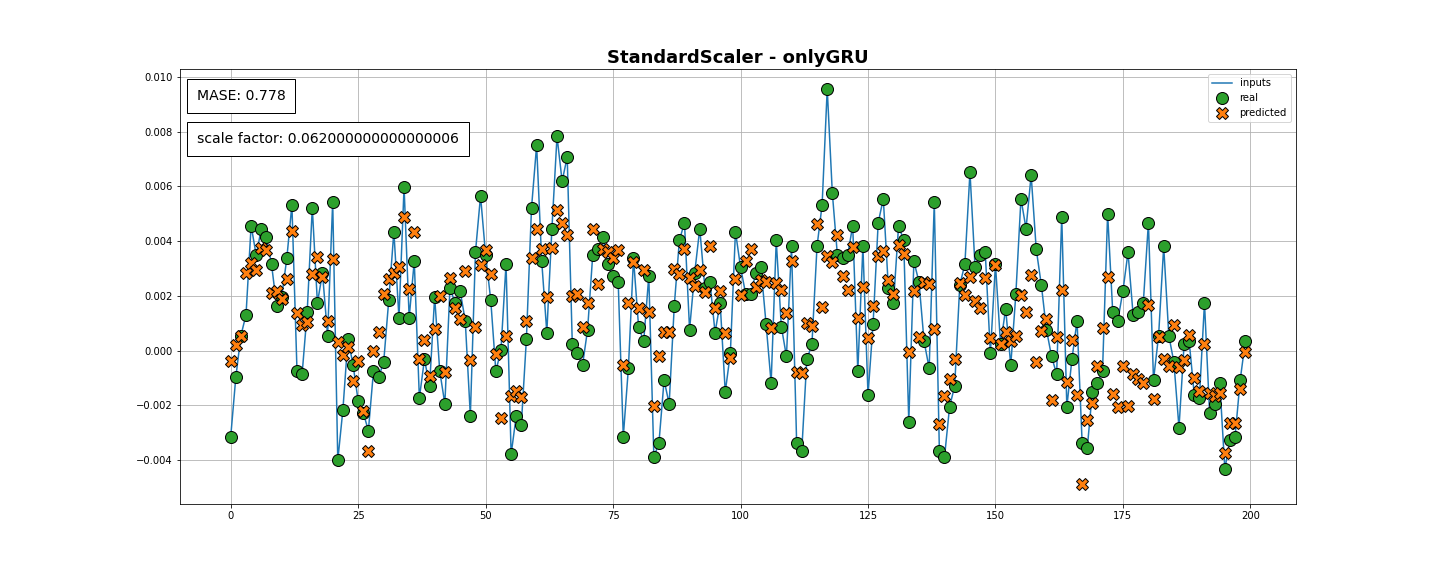 StandardScaler - onlyGRU
MASE: 0.778
scale factor: 0.062000000000000006
inputs
real
predicted
0.010
0.008
0.006
0.004
0.002
0.000
−0.002
−0.004
0 25 50 75 100 125 150 175 200